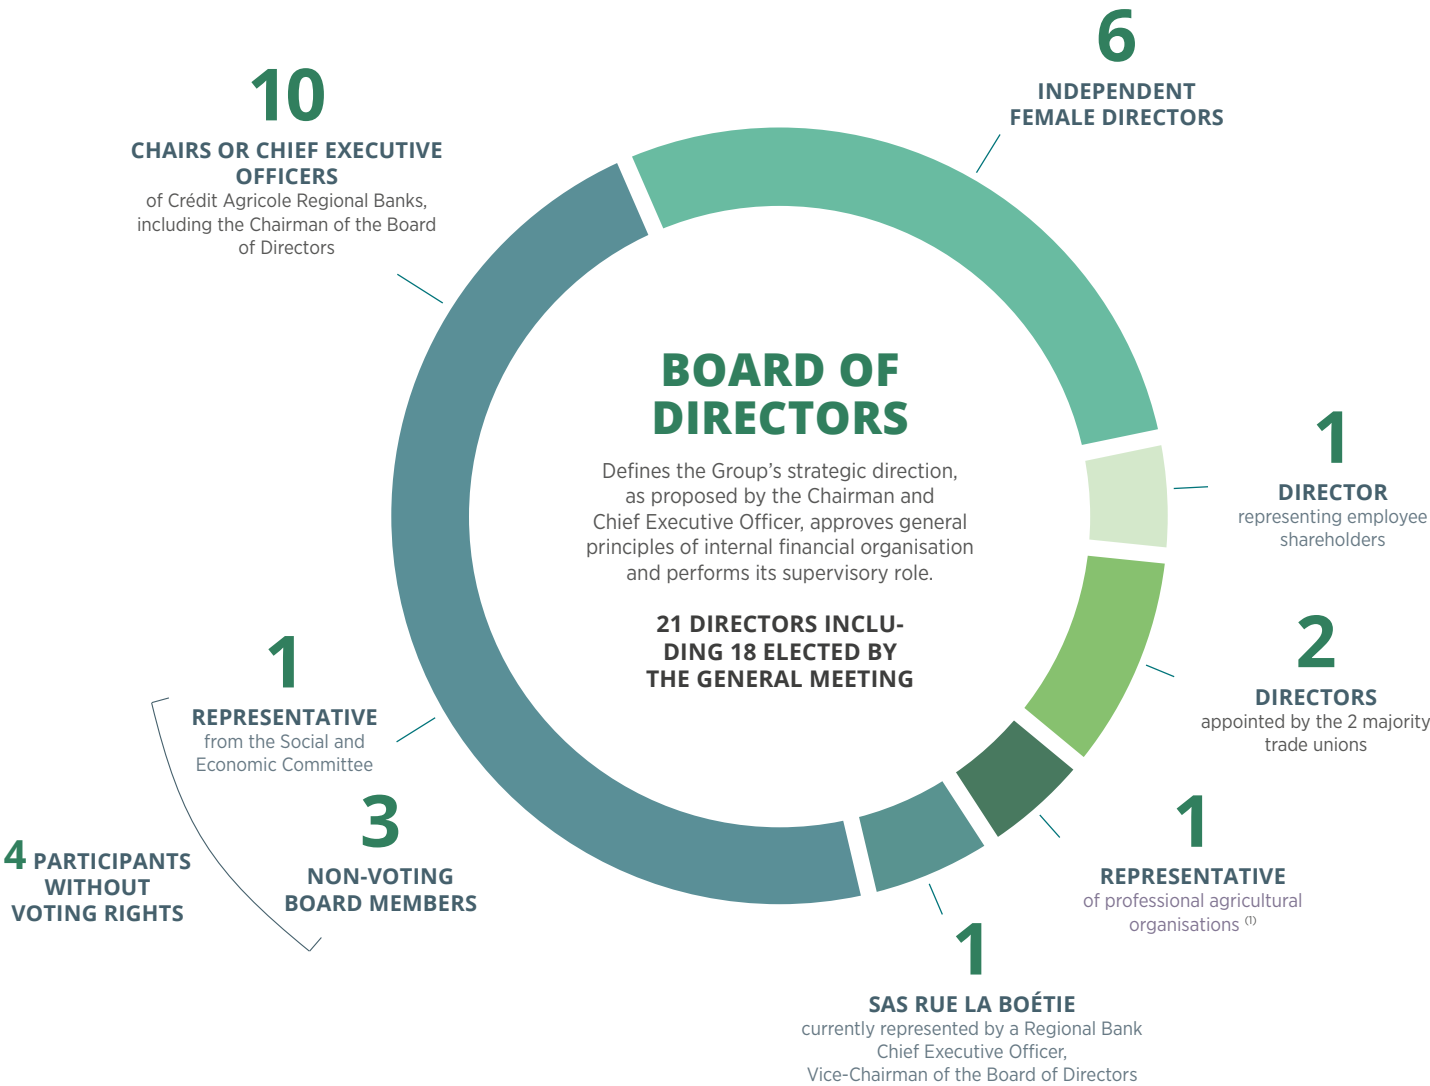 6
INDEPENDENT
FEMALE DIRECTORS
10
CHAIRS OR CHIEF EXECUTIVE
OFFICERS
of Crédit Agricole Regional Banks,
including the Chairman of the Board
of Directors
BOARD OF
DIRECTORS
Defines the Group’s strategic direction,
as proposed by the Chairman and
Chief Executive Officer, approves general
principles of internal financial organisation
and performs its supervisory role.
21 DIRECTORS INCLU-
DING 18 ELECTED BY
THE GENERAL MEETING
1
DIRECTOR
representing employee
shareholders
2
DIRECTORS
appointed by the 2 majority
trade unions
1
REPRESENTATIVE
of professional agricultural
organisations (1)
1
SAS RUE LA BOÉTIE
currently represented by a Regional Bank
Chief Executive Officer,
Vice-Chairman of the Board of Directors
1
REPRESENTATIVE
from the Social and
Economic Committee
3
NON-VOTING
BOARD MEMBERS
4 PARTICIPANTS
WITHOUT
VOTING RIGHTS